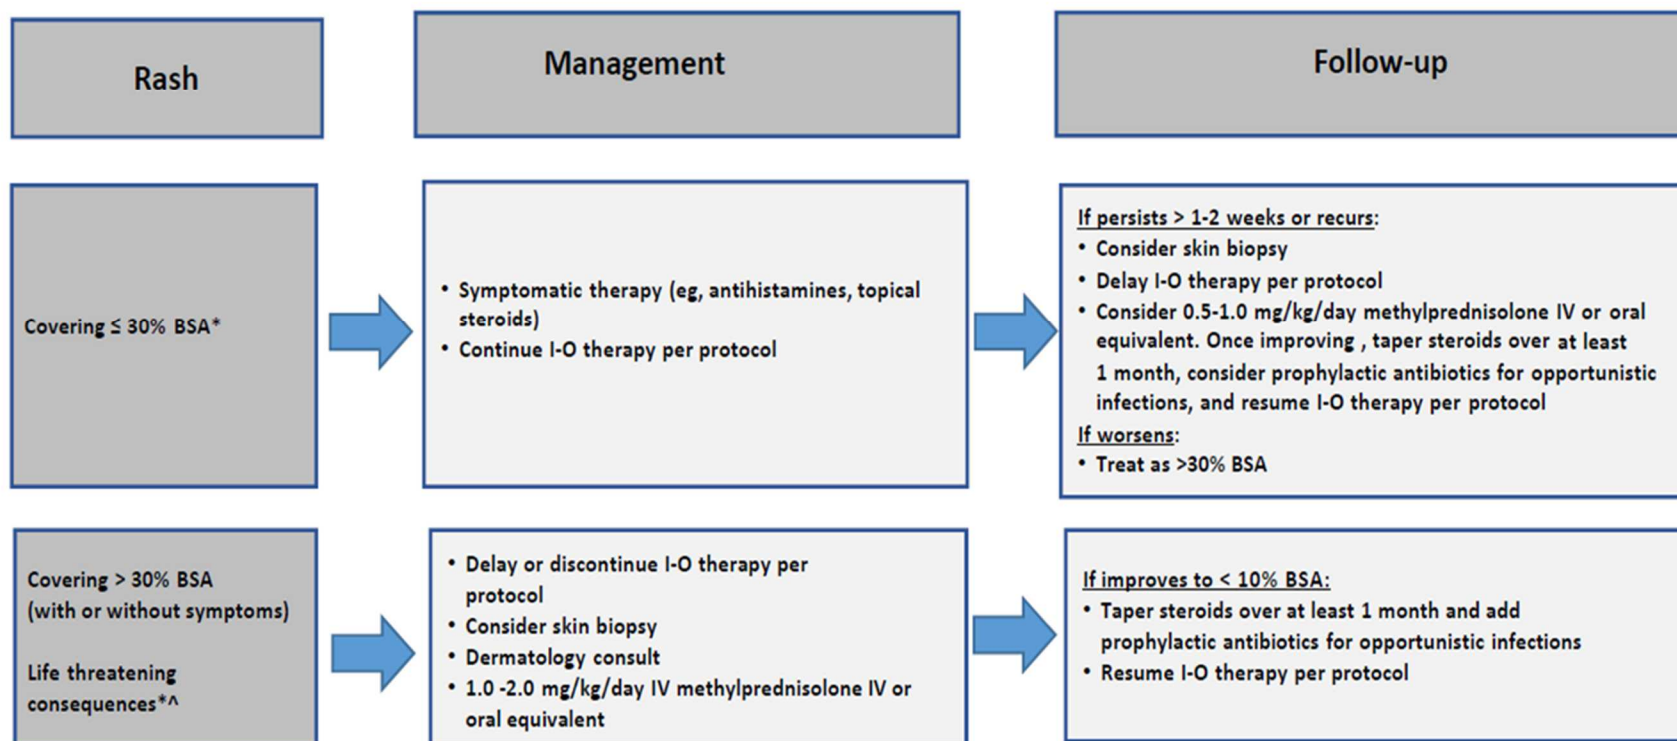 Rash
Management
Follow-up
Covering ≤ 30% BSA*
• Symptomatic therapy (eg, antihistamines, topical
steroids)
• Continue I-O therapy per protocol
If persists > 1-2 weeks or recurs:
• Consider skin biopsy
• Delay I-O therapy per protocol
• Consider 0.5-1.0 mg/kg/day methylprednisolone IV or oral
equivalent. Once improving , taper steroids over at least
1 month, consider prophylactic antibiotics for opportunistic
infections, and resume I-O therapy per protocol
If worsens:
• Treat as >30% BSA
Covering > 30% BSA
(with or without symptoms)
Life threatening
consequences*^
• Delay or discontinue I-O therapy per
protocol
• Consider skin biopsy
• Dermatology consult
• 1.0 -2.0 mg/kg/day IV methylprednisolone IV or
oral equivalent
If improves to < 10% BSA:
• Taper steroids over at least 1 month and add
prophylactic antibiotics for opportunistic infections
• Resume I-O therapy per protocol